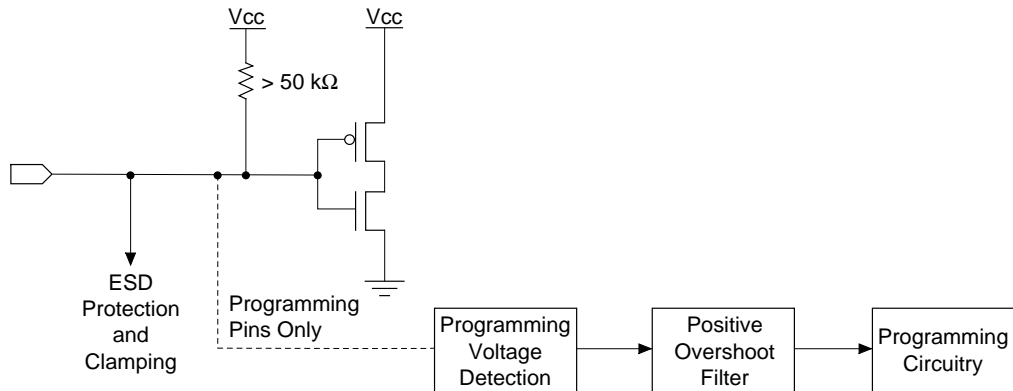 Vcc
Vcc
> 50 kΩ
ESD
Protection
and
Clamping
Programming
Pins Only
Programming
Voltage
Detection
Positive
Overshoot
Filter
Programming
Circuitry